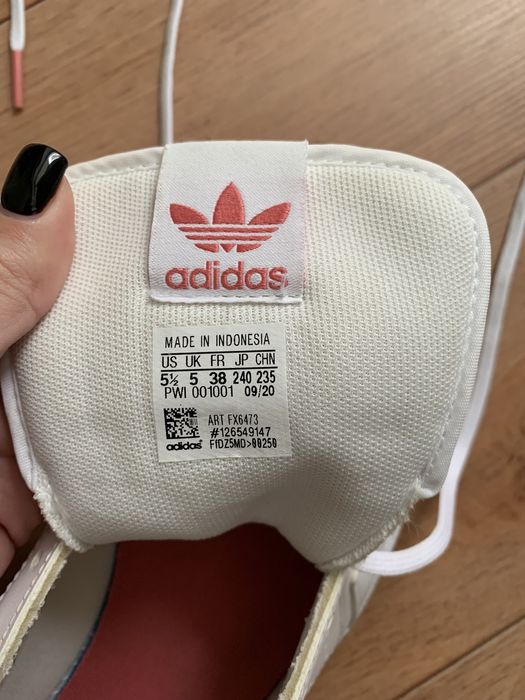 adidas
MADE IN INDONESIA
US UK FR JP CHN
5½ 5 38 240 235
PWI 001001 09/20
ART FX6473
#126549147
adidas FfDZ5MD>00250